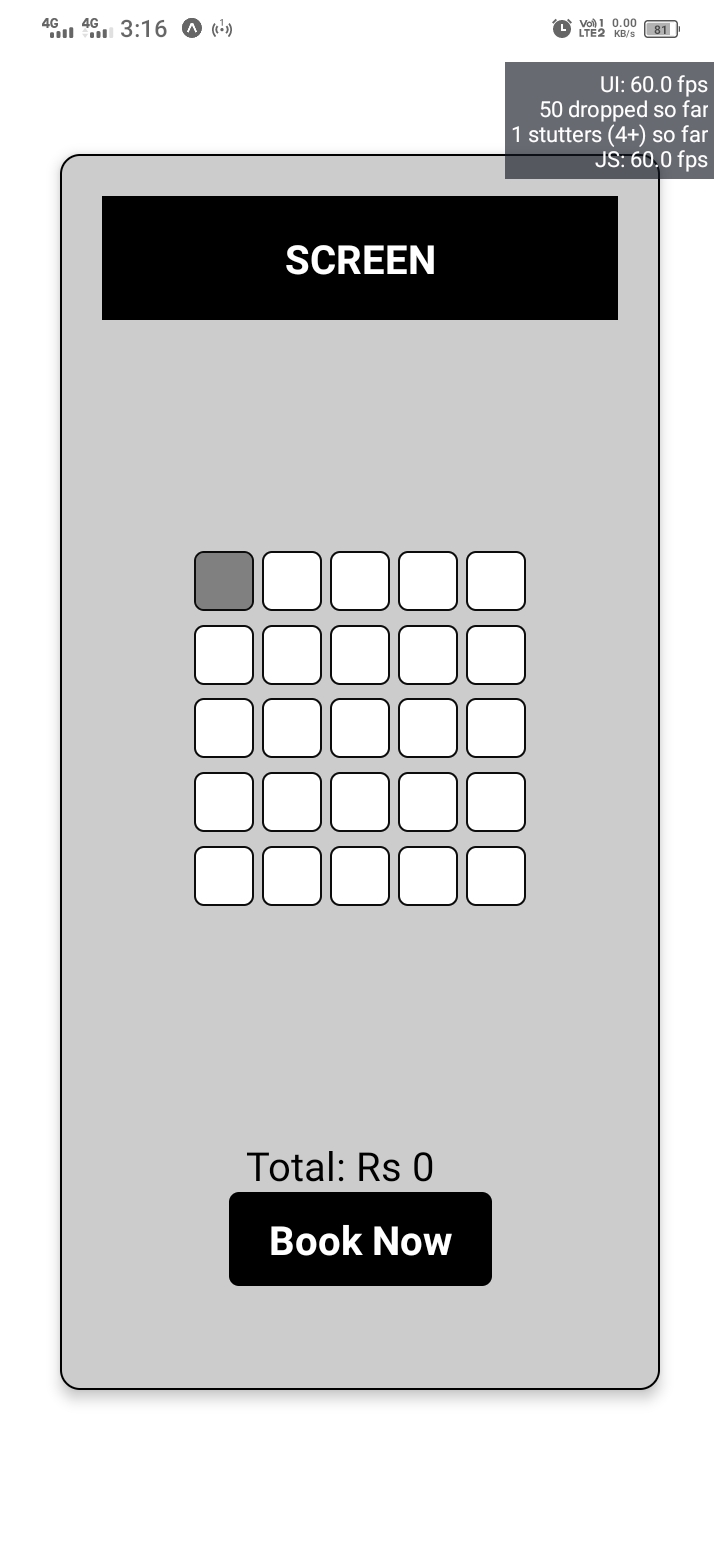 4G 4G 3:16 Vo) 1 LTE2 0.00 KB/s 81
UI: 60.0 fps
50 dropped so far
1 stutters (4+) so far
JS: 60.0 fps
SCREEN
Total: Rs 0
Book Now